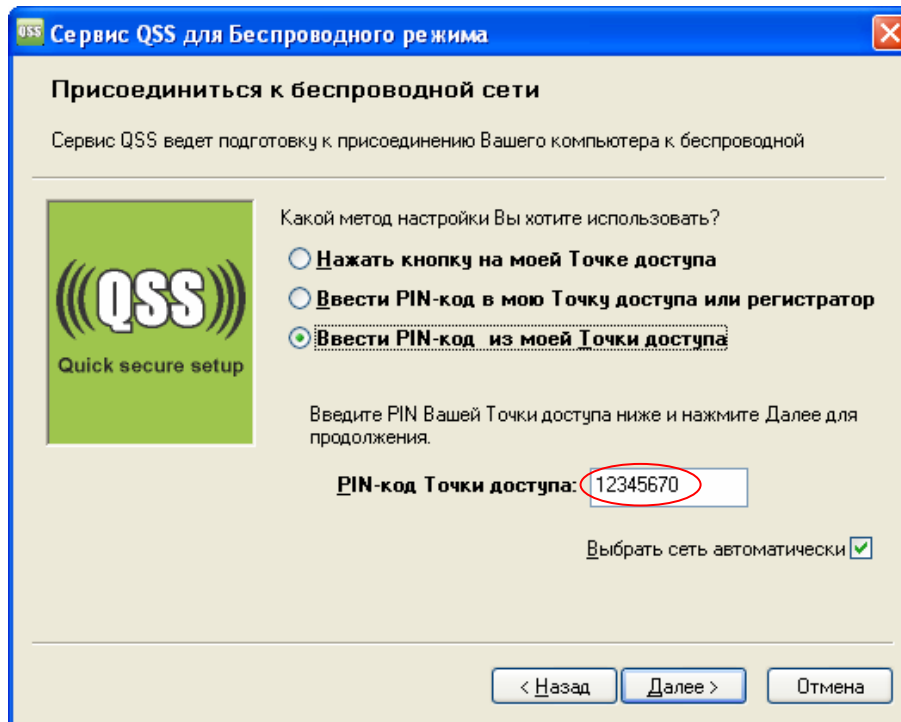 QSS Сервис QSS для Беспроводного режима
Присоединиться к беспроводной сети
Сервис QSS ведет подготовку к присоединению Вашего компьютера к беспроводной
Какой метод настройки Вы хотите использовать?
Нажать кнопку на моей Точке доступа
Ввести PIN-код в мою Точку доступа или регистратор
Ввести PIN-код из моей Точки доступа
(((QSS)))
Quick secure setup
Введите PIN Вашей Точки доступа ниже и нажмите Далее для
продолжения.
PIN-код Точки доступа: 12345670
Выбрать сеть автоматически
< Назад Далее > Отмена